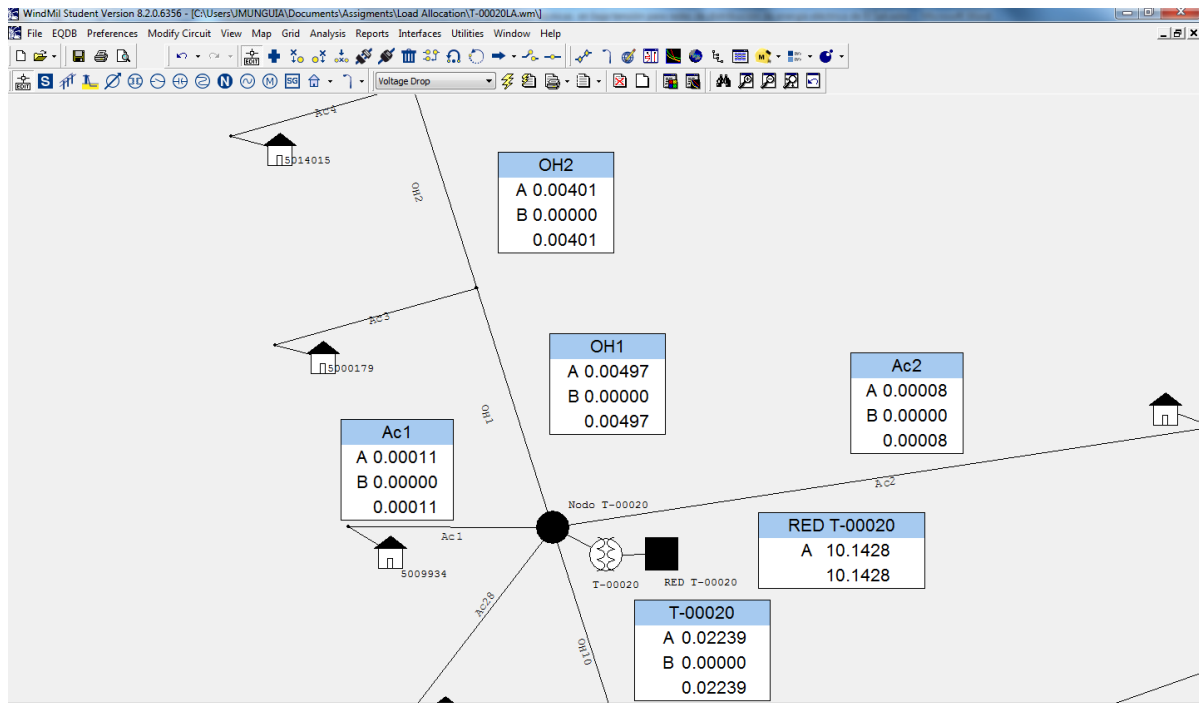 WindMil Student Version 8.2.0.6356 - [C:\Users\JMUNGUIA\Documents\Assigments\Load Allocation\T-00020LA.wm\]
File EQDB Preferences Modify Circuit View Map Grid Analysis Reports Interfaces Utilities Window Help
EDIT
EDIT S N M SG Voltage Drop
Ac4
5014015
OH2
OH2
A 0.00401
B 0.00000
0.00401
Ac3
5000179
OH1
OH1
A 0.00497
B 0.00000
0.00497
Ac2
A 0.00008
B 0.00000
0.00008
Ac2
Ac1
A 0.00011
B 0.00000
0.00011
Nodo T-00020
Ac1
5009934
T-00020
RED T-00020
RED T-00020
A 10.1428
10.1428
Ac28
OH10
T-00020
A 0.02239
B 0.00000
0.02239